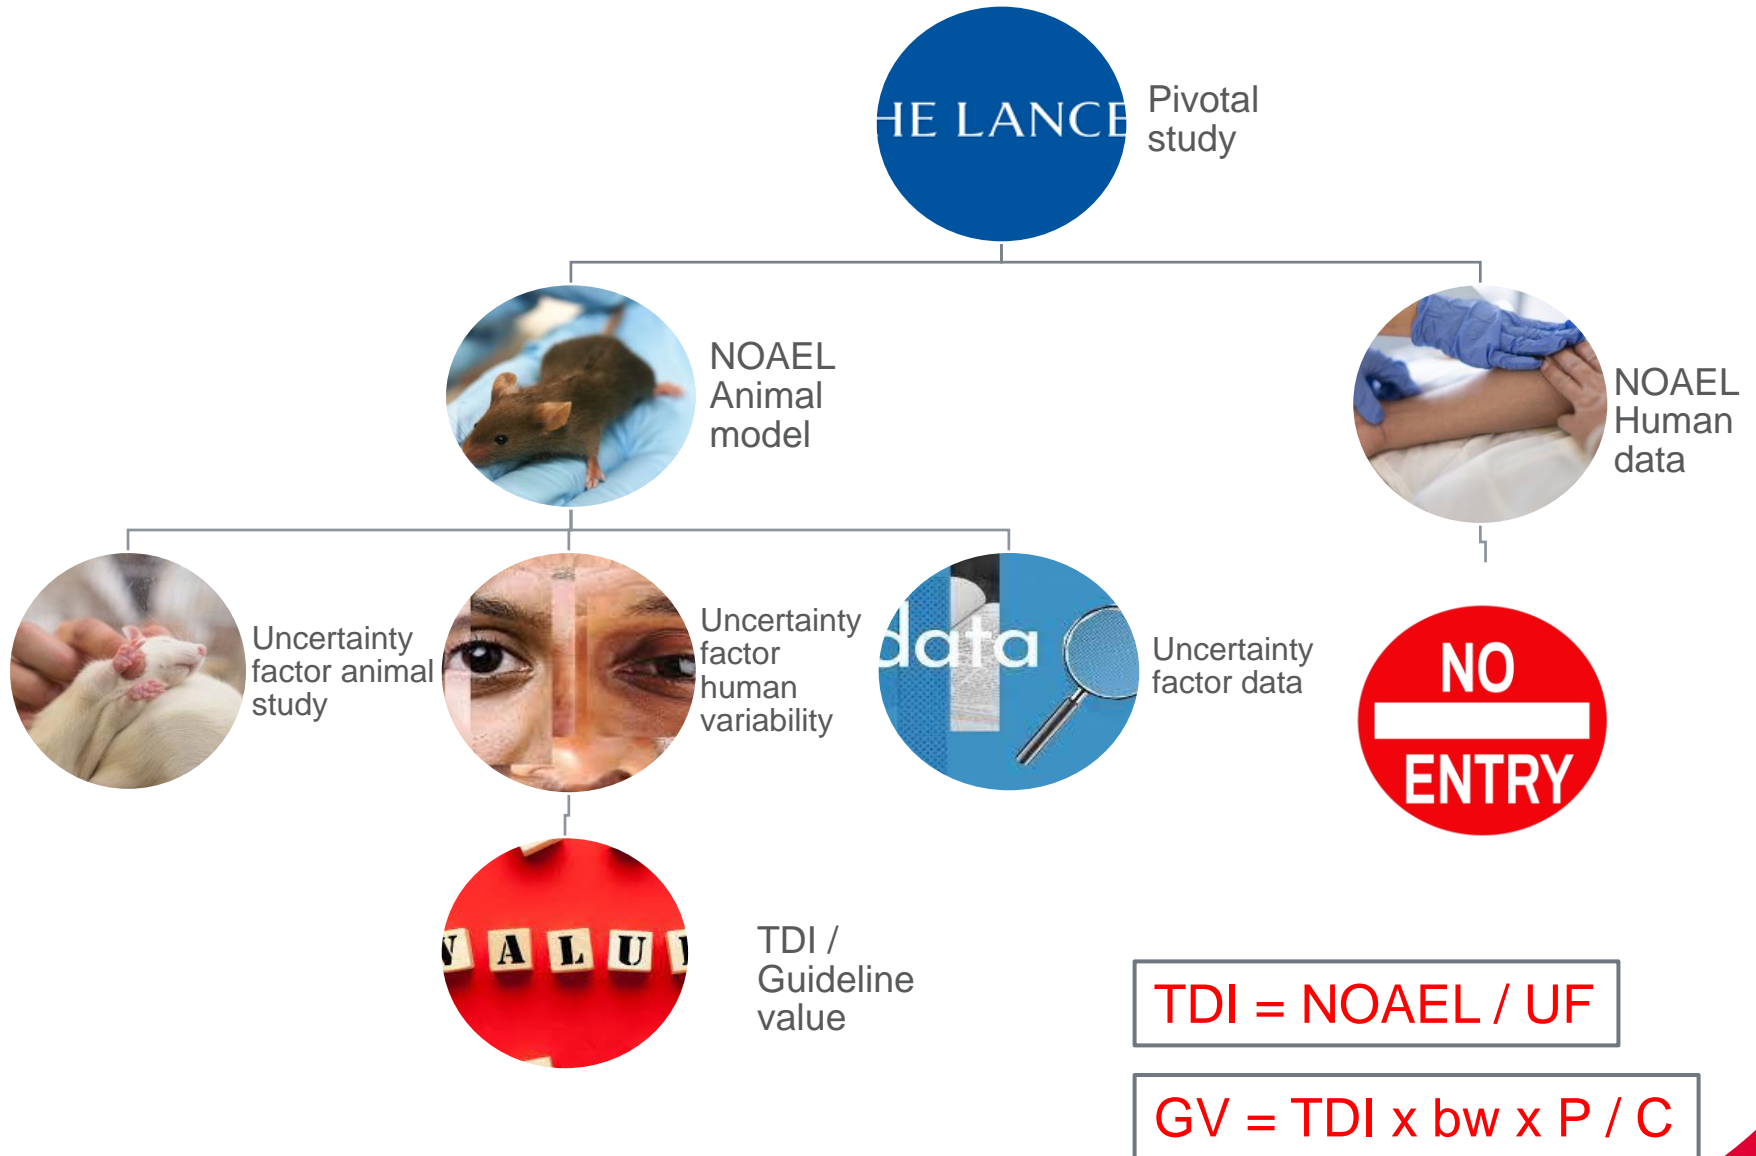 HE LANCE
Pivotal
study
NOAEL
Animal
model
NOAEL
Human
data
Uncertainty
factor animal
study
Uncertainty
factor
human
variability
data
Uncertainty
factor data
NO
ENTRY
VALU
TDI /
Guideline
value
TDI = NOAEL / UF
GV = TDI x bw x P / C